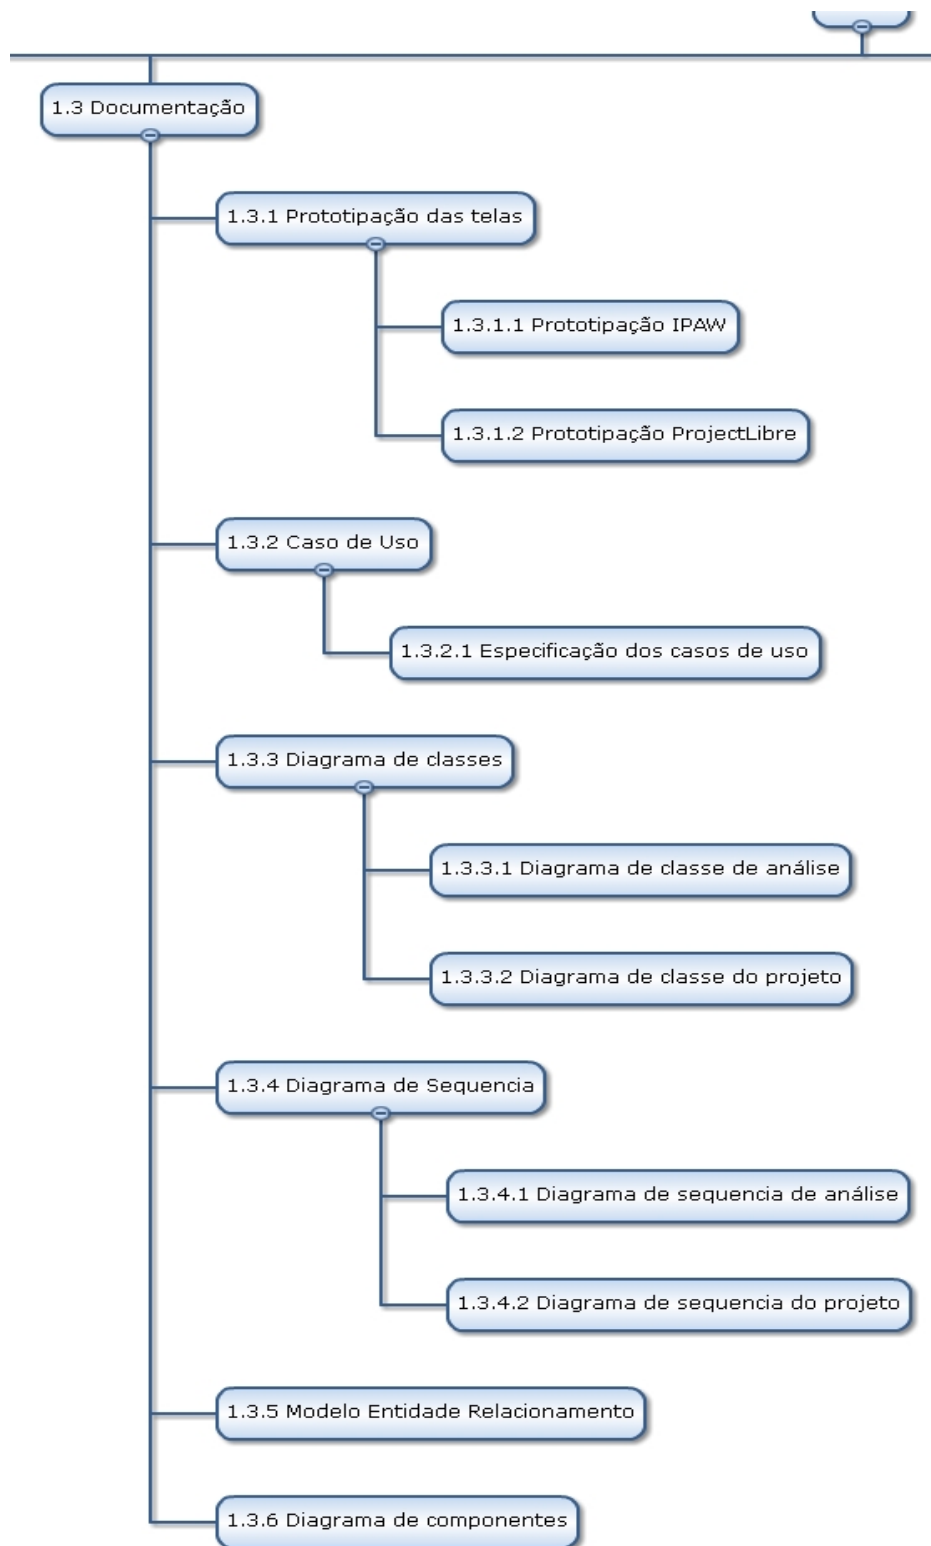 1.3 Documentação
1.3.1 Prototipação das telas
1.3.1.1 Prototipação IPAW
1.3.1.2 Prototipação ProjectLibre
1.3.2 Caso de Uso
1.3.2.1 Especificação dos casos de uso
1.3.3 Diagrama de classes
1.3.3.1 Diagrama de classe de análise
1.3.3.2 Diagrama de classe do projeto
1.3.4 Diagrama de Sequencia
1.3.4.1 Diagrama de sequencia de análise
1.3.4.2 Diagrama de sequencia do projeto
1.3.5 Modelo Entidade Relacionamento
1.3.6 Diagrama de componentes